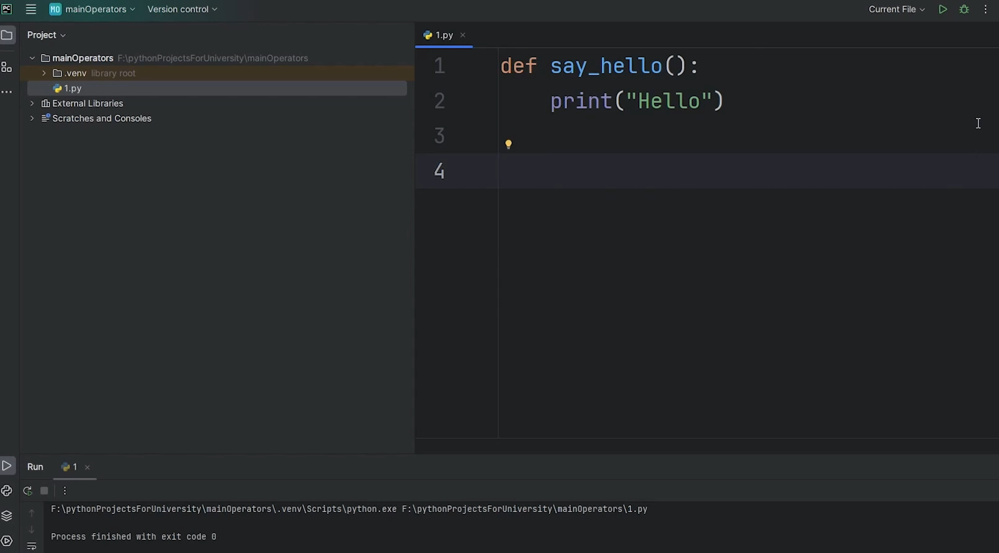 PC MO mainOperators Version control Current File
Project
1.py
mainOperators F:\pythonProjectsForUniversity\mainOperators
.venv library root
1.py
External Libraries
Scratches and Consoles
1 def say_hello():
2     print("Hello")
3
4
Run 1
F:\pythonProjectsForUniversity\mainOperators\.venv\Scripts\python.exe F:\pythonProjectsForUniversity\mainOperators\1.py
Process finished with exit code 0